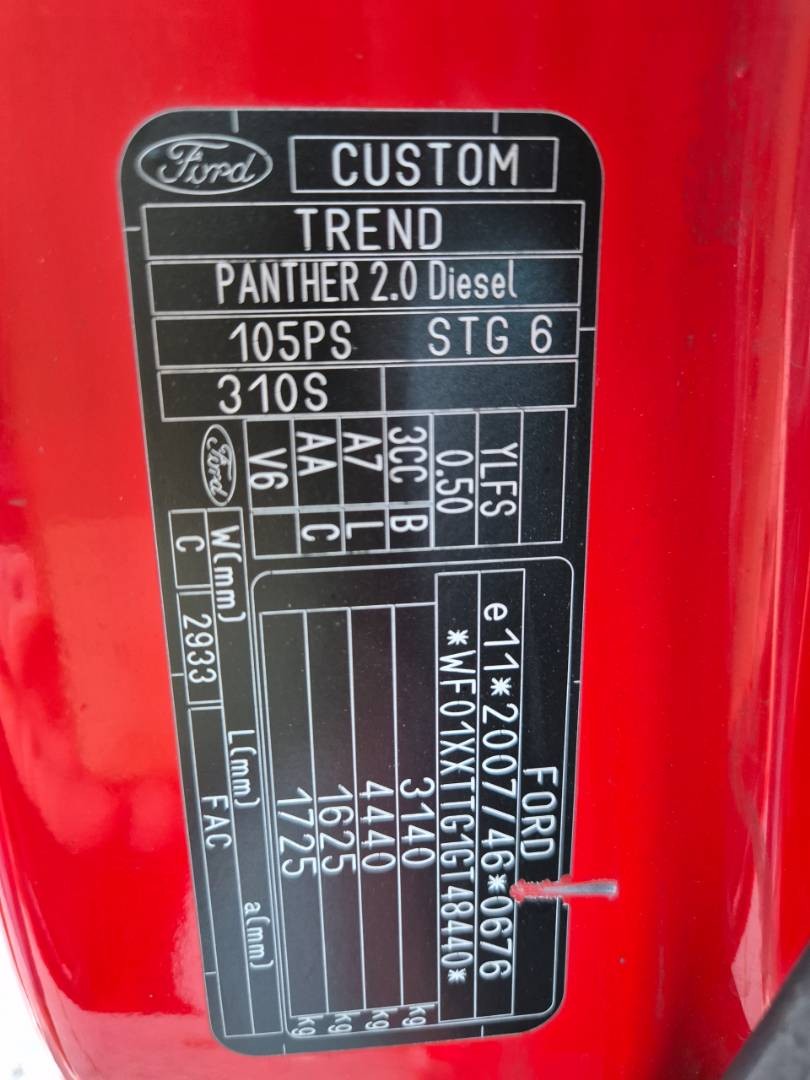 Ford CUSTOM
TREND
PANTHER 2.0 Diesel
105PS STG 6
310S
YLFS
0.50
3CC B
A7 L
AA C
V6
Ford
FORD
e11*2007/46*0676
*WF01XXTTG1GT48440*
3140 kg
4440 kg
1625 kg
1725 kg
W(mm) L(mm) a(mm)
C 2933 FAC